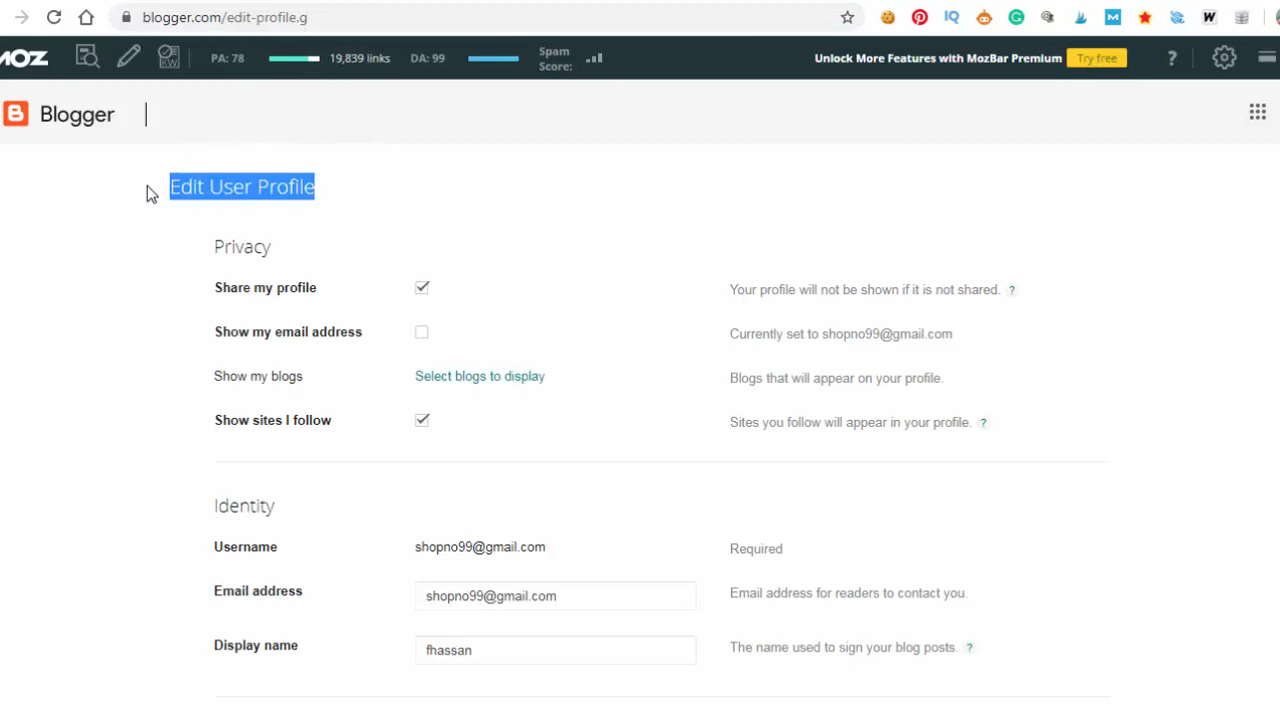 blogger.com/edit-profile.g
IQ
M
W
MOZ
KW
PA: 78
19,839 links
DA: 99
Spam Score:
Unlock More Features with MozBar Premium
Try free
?
Blogger
Edit User Profile
Privacy
Share my profile
Your profile will not be shown if it is not shared. ?
Show my email address
Currently set to shopno99@gmail.com
Show my blogs
Select blogs to display
Blogs that will appear on your profile.
Show sites I follow
Sites you follow will appear in your profile. ?
Identity
Username
shopno99@gmail.com
Required
Email address
shopno99@gmail.com
Email address for readers to contact you.
Display name
fhassan
The name used to sign your blog posts. ?